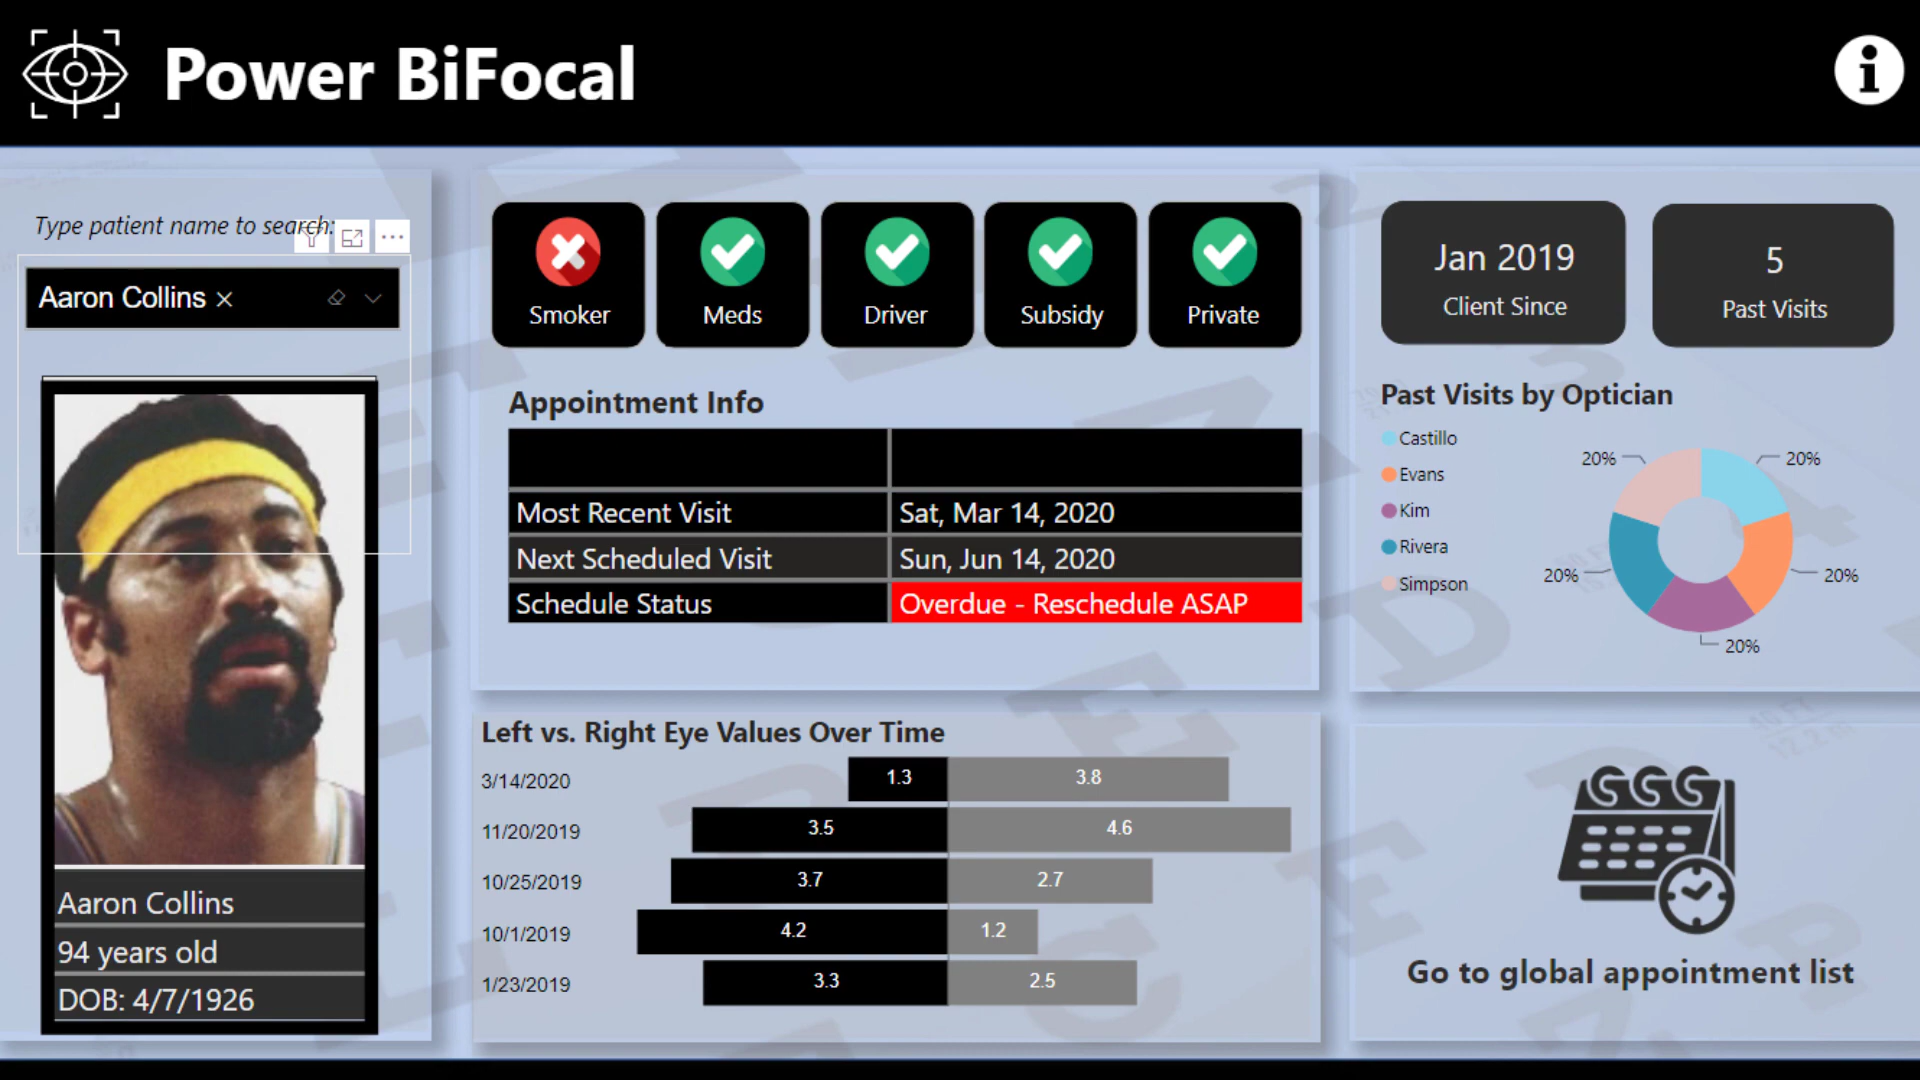 Power BiFocal
i
Type patient name to search:
Aaron Collins ×
Aaron Collins
94 years old
DOB: 4/7/1926
Smoker
Meds
Driver
Subsidy
Private
Appointment Info
Most Recent Visit Sat, Mar 14, 2020
Next Scheduled Visit Sun, Jun 14, 2020
Schedule Status Overdue - Reschedule ASAP
Left vs. Right Eye Values Over Time
3/14/2020 1.3 3.8
11/20/2019 3.5 4.6
10/25/2019 3.7 2.7
10/1/2019 4.2 1.2
1/23/2019 3.3 2.5
Jan 2019
Client Since
5
Past Visits
Past Visits by Optician
Castillo
Evans
Kim
Rivera
Simpson
20%
20%
20%
20%
20%
Go to global appointment list